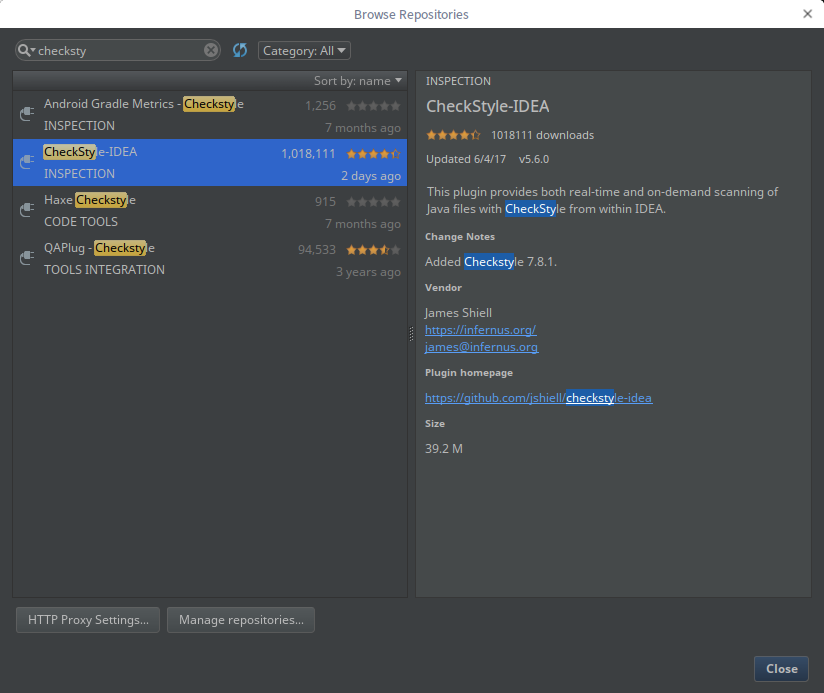 Browse Repositories
checksty
Category: All
Sort by: name
Android Gradle Metrics - Checkstyle 1,256
INSPECTION 7 months ago
CheckStyle-IDEA 1,018,111
INSPECTION 2 days ago
Haxe Checkstyle 915
CODE TOOLS 7 months ago
QAPlug - Checkstyle 94,533
TOOLS INTEGRATION 3 years ago
INSPECTION
CheckStyle-IDEA
1018111 downloads
Updated 6/4/17 v5.6.0
This plugin provides both real-time and on-demand scanning of
Java files with CheckStyle from within IDEA.
Change Notes
Added Checkstyle 7.8.1.
Vendor
James Shiell
https://infernus.org/
james@infernus.org
Plugin homepage
https://github.com/jshiell/checkstyle-idea
Size
39.2 M
HTTP Proxy Settings...
Manage repositories...
Close